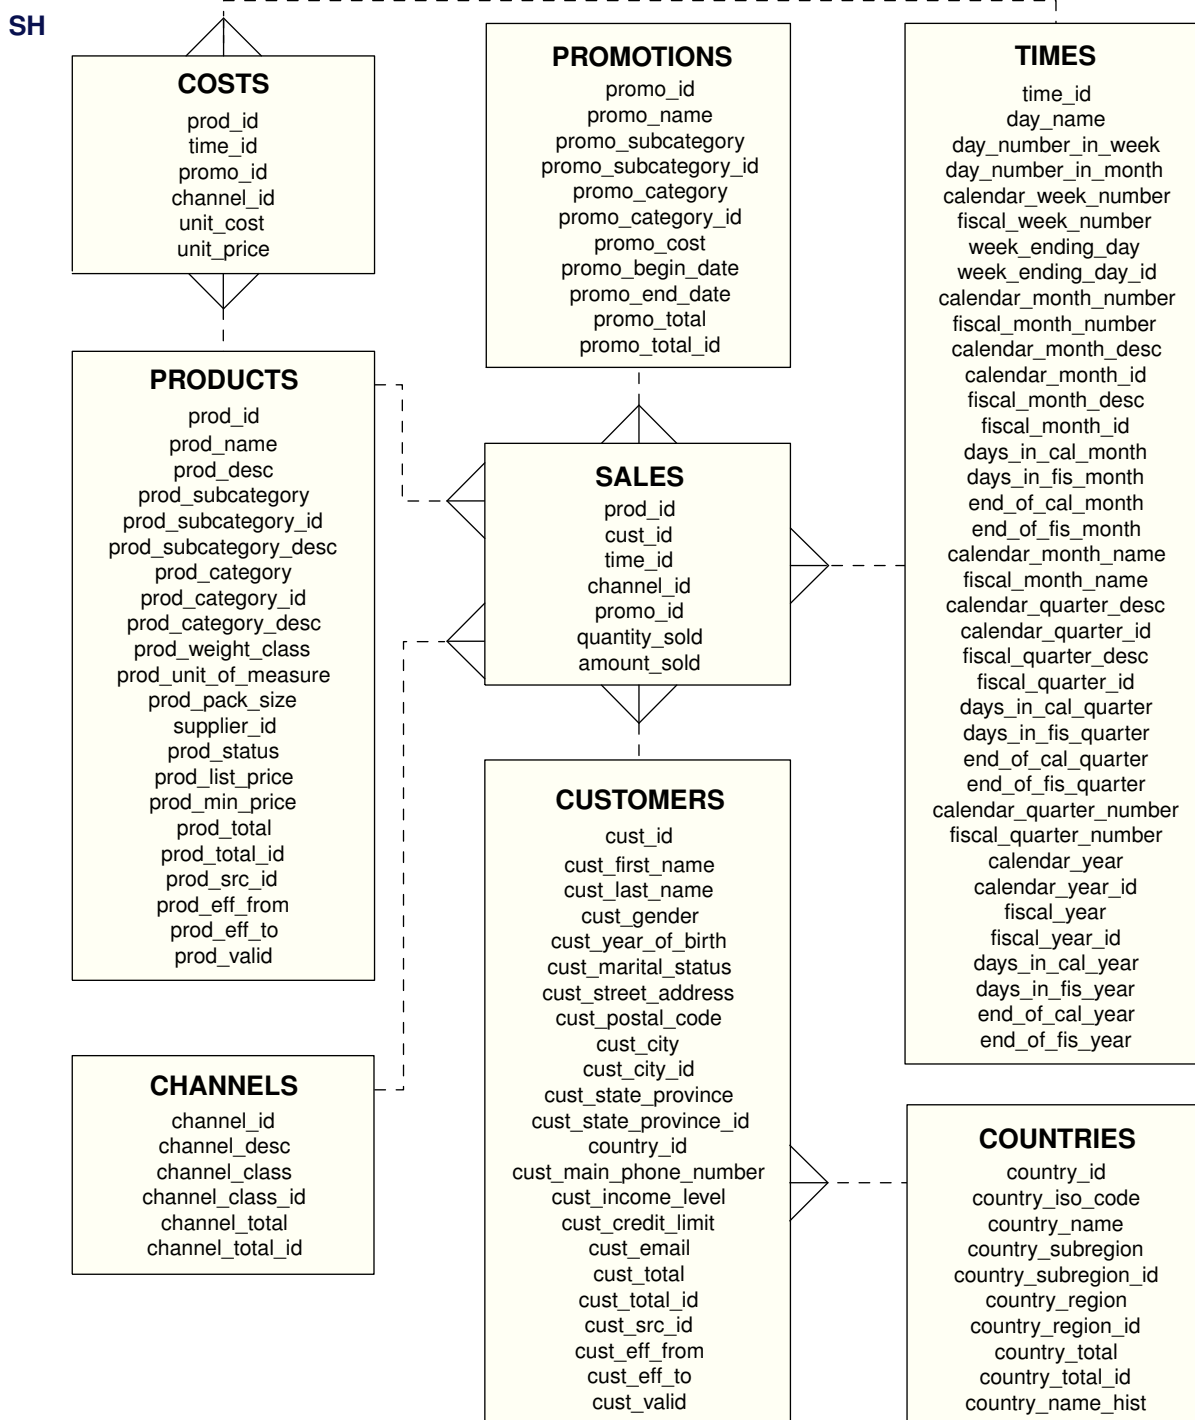 SH
COSTS
prod_id
time_id
promo_id
channel_id
unit_cost
unit_price
PROMOTIONS
promo_id
promo_name
promo_subcategory
promo_subcategory_id
promo_category
promo_category_id
promo_cost
promo_begin_date
promo_end_date
promo_total
promo_total_id
TIMES
time_id
day_name
day_number_in_week
day_number_in_month
calendar_week_number
fiscal_week_number
week_ending_day
week_ending_day_id
calendar_month_number
fiscal_month_number
calendar_month_desc
calendar_month_id
fiscal_month_desc
fiscal_month_id
days_in_cal_month
days_in_fis_month
end_of_cal_month
end_of_fis_month
calendar_month_name
fiscal_month_name
calendar_quarter_desc
calendar_quarter_id
fiscal_quarter_desc
fiscal_quarter_id
days_in_cal_quarter
days_in_fis_quarter
end_of_cal_quarter
end_of_fis_quarter
calendar_quarter_number
fiscal_quarter_number
calendar_year
calendar_year_id
fiscal_year
fiscal_year_id
days_in_cal_year
days_in_fis_year
end_of_cal_year
end_of_fis_year
PRODUCTS
prod_id
prod_name
prod_desc
prod_subcategory
prod_subcategory_id
prod_subcategory_desc
prod_category
prod_category_id
prod_category_desc
prod_weight_class
prod_unit_of_measure
prod_pack_size
supplier_id
prod_status
prod_list_price
prod_min_price
prod_total
prod_total_id
prod_src_id
prod_eff_from
prod_eff_to
prod_valid
SALES
prod_id
cust_id
time_id
channel_id
promo_id
quantity_sold
amount_sold
CUSTOMERS
cust_id
cust_first_name
cust_last_name
cust_gender
cust_year_of_birth
cust_marital_status
cust_street_address
cust_postal_code
cust_city
cust_city_id
cust_state_province
cust_state_province_id
country_id
cust_main_phone_number
cust_income_level
cust_credit_limit
cust_email
cust_total
cust_total_id
cust_src_id
cust_eff_from
cust_eff_to
cust_valid
CHANNELS
channel_id
channel_desc
channel_class
channel_class_id
channel_total
channel_total_id
COUNTRIES
country_id
country_iso_code
country_name
country_subregion
country_subregion_id
country_region
country_region_id
country_total
country_total_id
country_name_hist